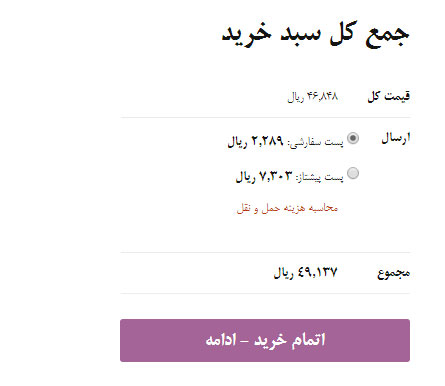 جمع کل سبد خرید
قیمت کل ۴۶,۸۴۸ ریال
ارسال پست سفارشی: ۲,۲۸۹ ریال
پست پیشتاز: ۷,۳۰۳ ریال
محاسبه هزینه حمل و نقل
مجموع ۴۹,۱۳۷ ریال
اتمام خرید – ادامه